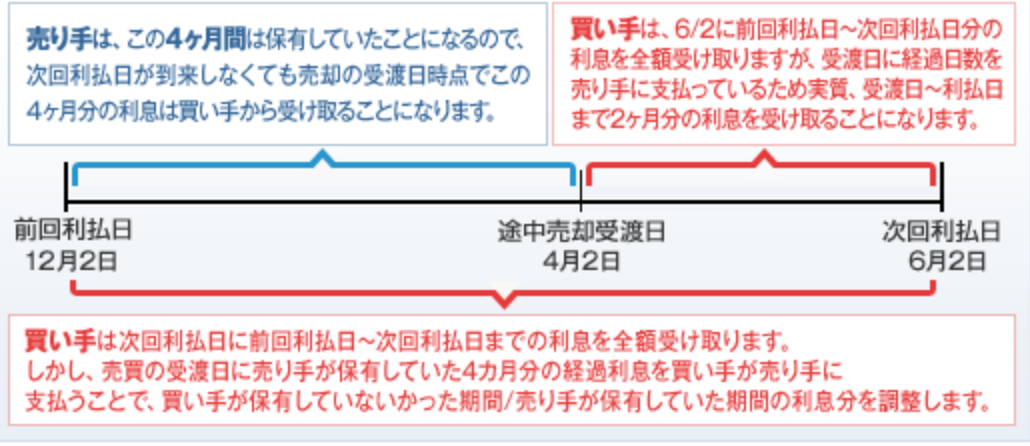 売り手は、この4ヶ月間は保有していたことになるので、
次回利払日が到来しなくても売却の受渡日時点でこの
4ヶ月分の利息は買い手から受け取ることになります。
買い手は、6/2に前回利払日～次回利払日分の
利息を全額受け取りますが、受渡日に経過日数を
売り手に支払っているため実質、受渡日～利払日
まで2ヶ月分の利息を受け取ることになります。
前回利払日
12月2日
途中売却受渡日
4月2日
次回利払日
6月2日
買い手は次回利払日に前回利払日～次回利払日までの利息を全額受け取ります。
しかし、売買の受渡日に売り手が保有していた4カ月分の経過利息を買い手が売り手に
支払うことで、買い手が保有していないかった期間/売り手が保有していた期間の利息分を調整します。